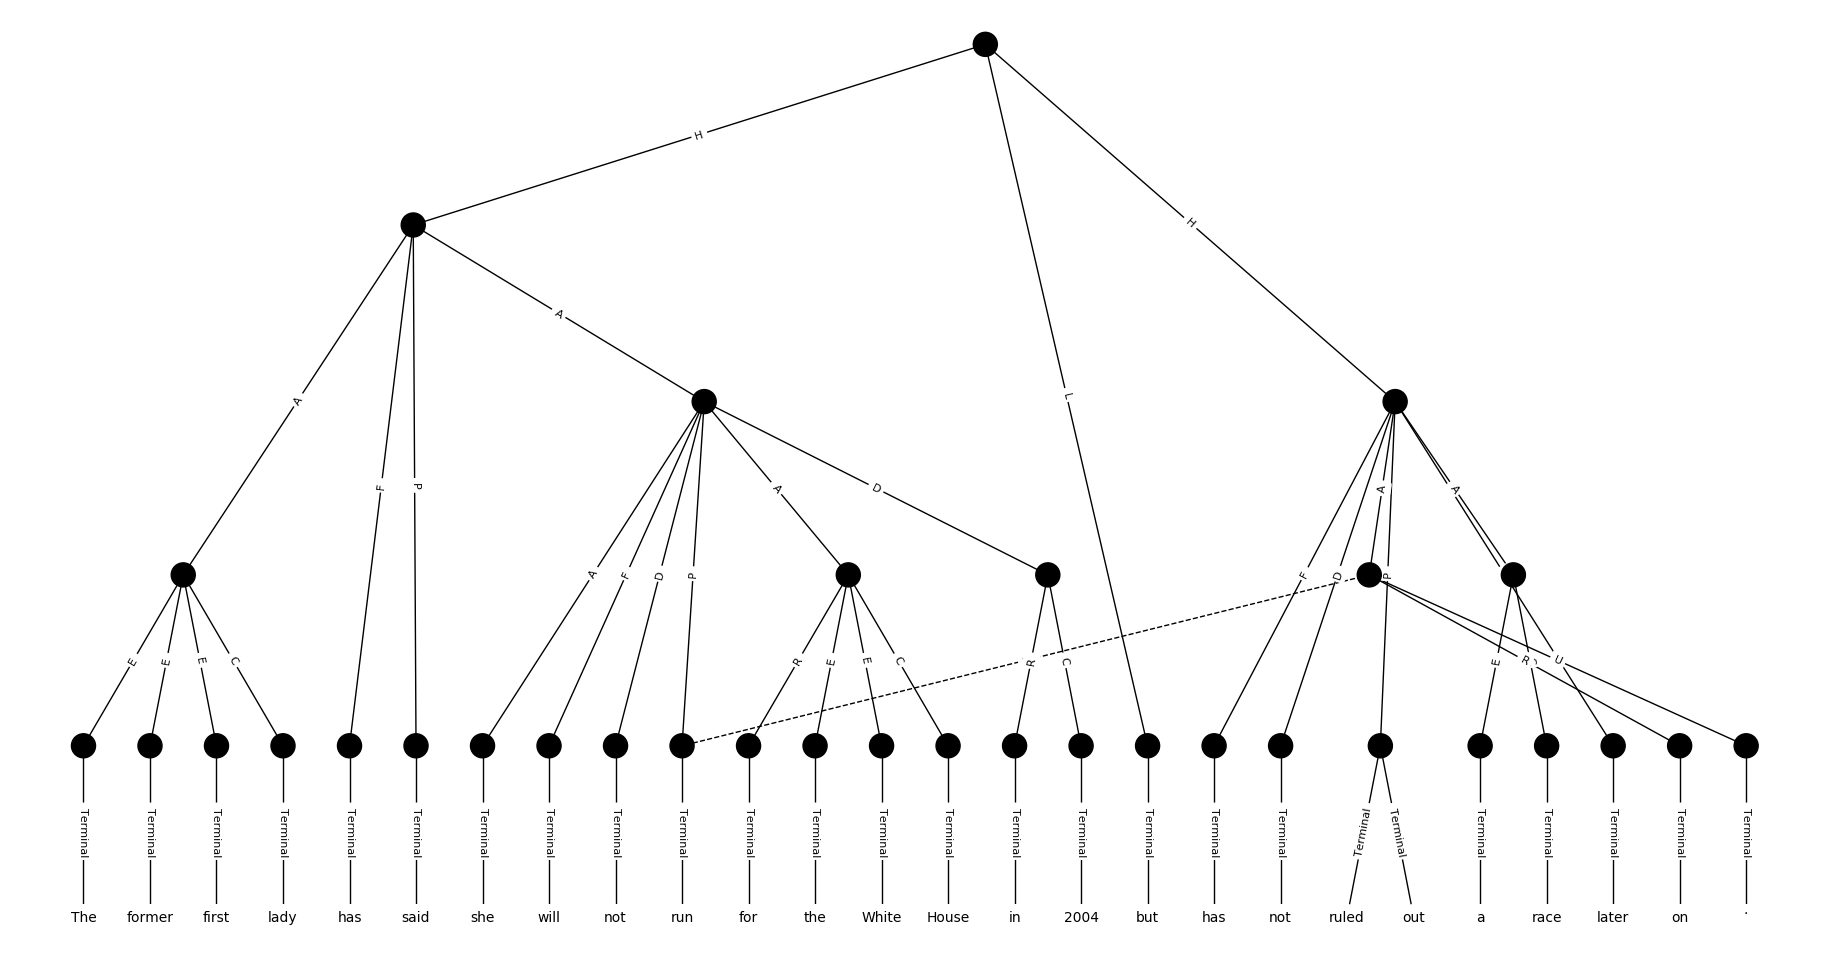 H
H
A
A
L
F
P
A
D
A
A
A
F
D
P
F
D
P
E
E
E
C
R
E
E
C
R
C
E
R
U
Terminal Terminal Terminal Terminal Terminal Terminal Terminal Terminal Terminal Terminal Terminal Terminal Terminal Terminal Terminal Terminal Terminal Terminal Terminal Terminal Terminal Terminal Terminal Terminal Terminal Terminal
The former first lady has said she will not run for the White House in 2004 but has not ruled out a race later on .